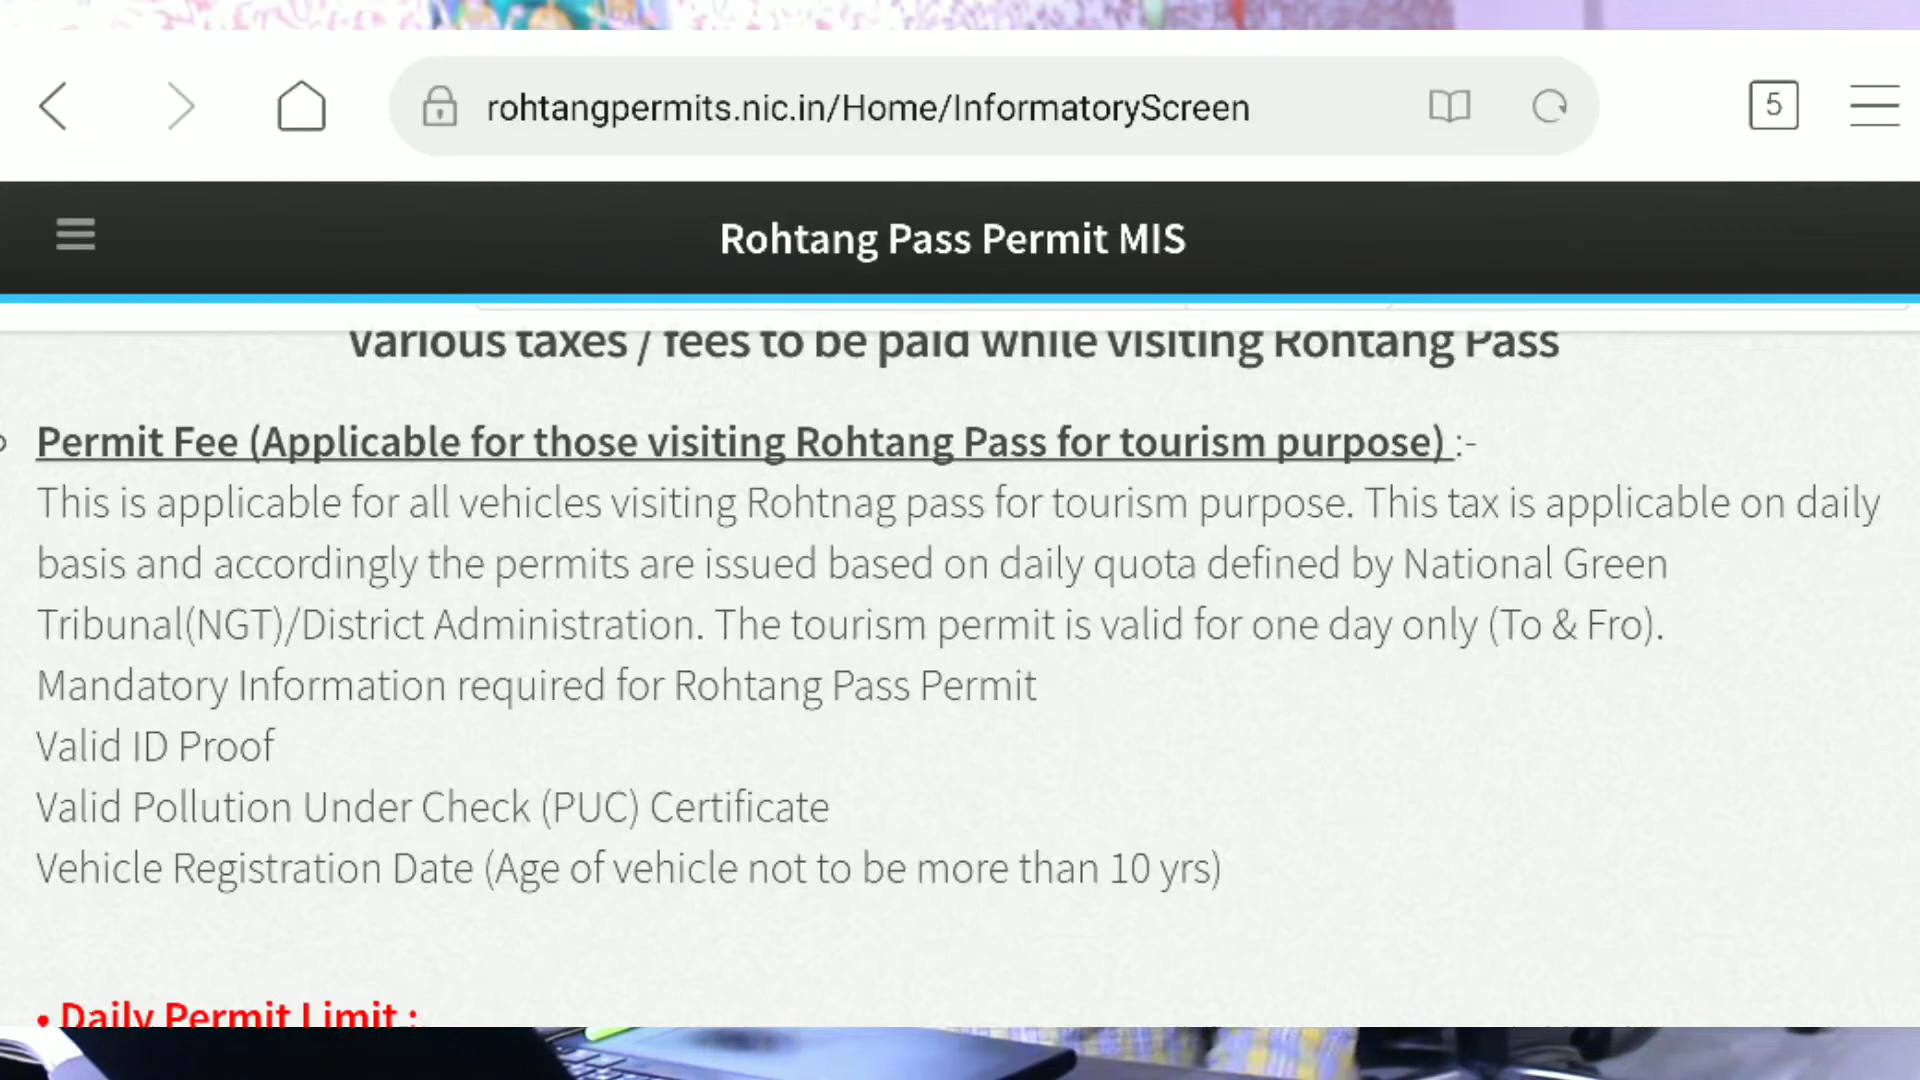 rohtangpermits.nic.in/Home/InformatoryScreen
5
Rohtang Pass Permit MIS
Various taxes / fees to be paid while visiting Rohtang Pass
Permit Fee (Applicable for those visiting Rohtang Pass for tourism purpose) :-
This is applicable for all vehicles visiting Rohtnag pass for tourism purpose. This tax is applicable on daily
basis and accordingly the permits are issued based on daily quota defined by National Green
Tribunal(NGT)/District Administration. The tourism permit is valid for one day only (To & Fro).
Mandatory Information required for Rohtang Pass Permit
Valid ID Proof
Valid Pollution Under Check (PUC) Certificate
Vehicle Registration Date (Age of vehicle not to be more than 10 yrs)
• Daily Permit Limit :